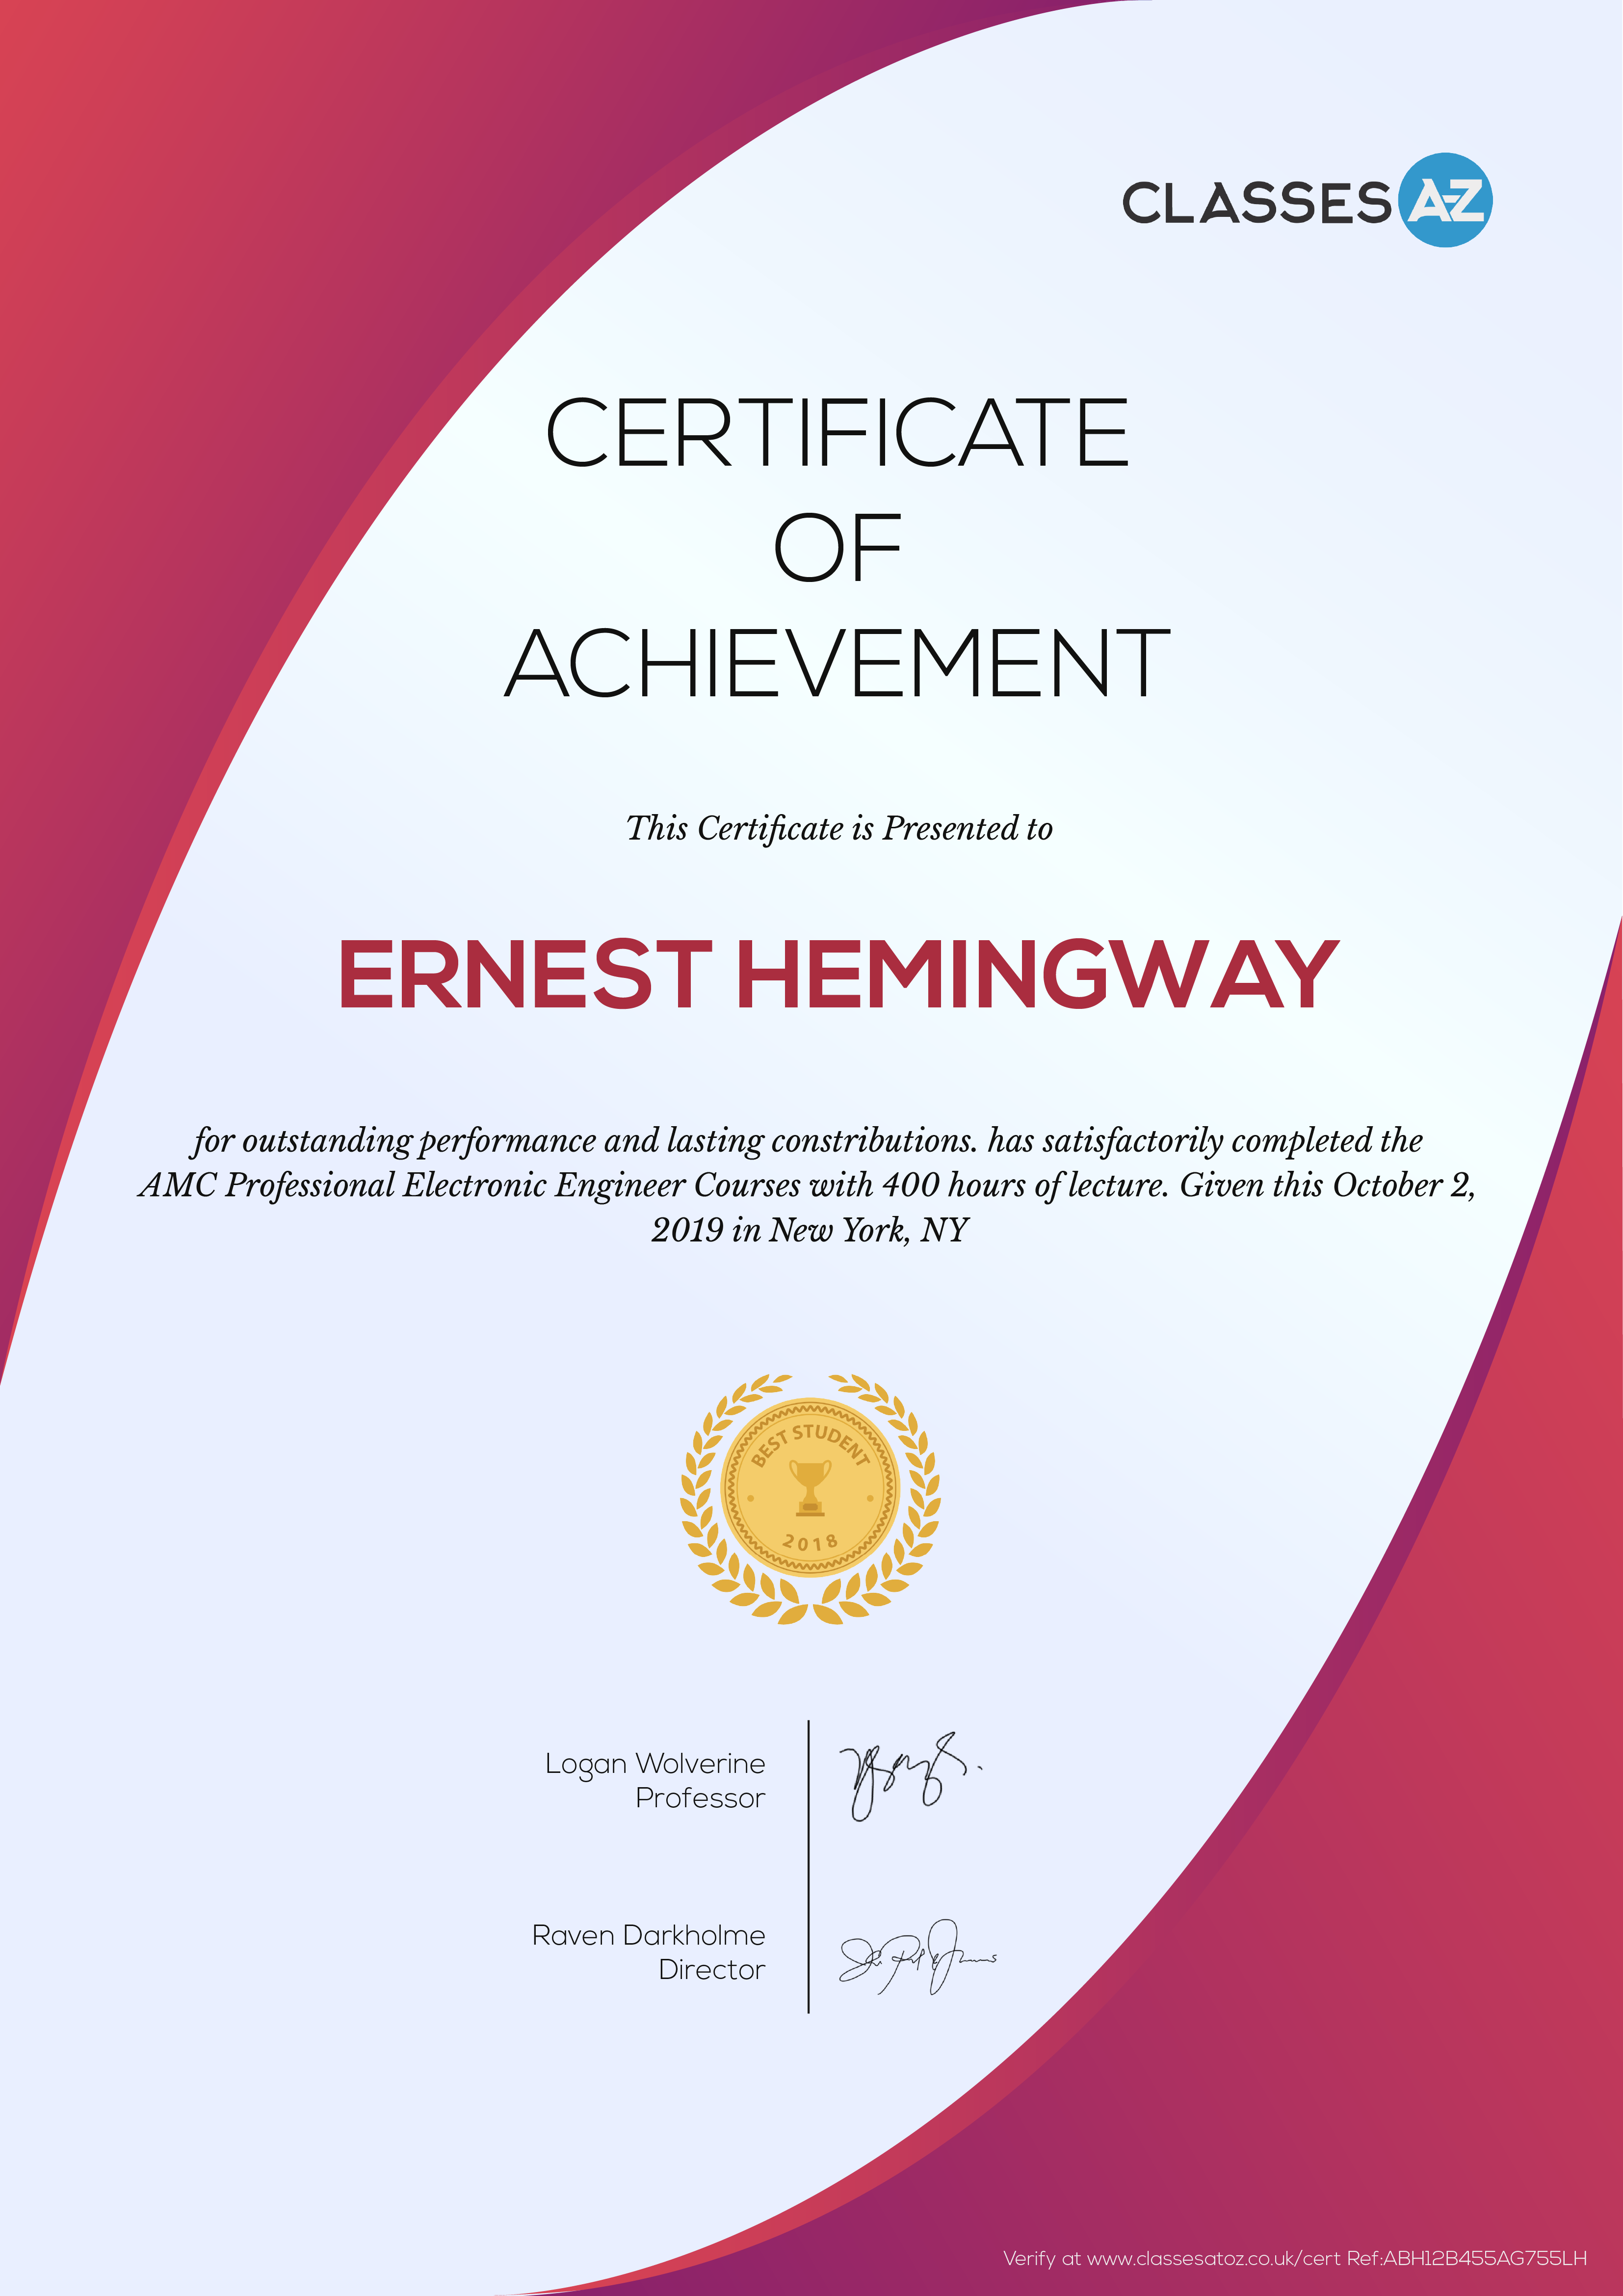 CLASSES A-Z
CERTIFICATE
OF
ACHIEVEMENT
This Certificate is Presented to
ERNEST HEMINGWAY
for outstanding performance and lasting constributions. has satisfactorily completed the
AMC Professional Electronic Engineer Courses with 400 hours of lecture. Given this October 2,
2019 in New York, NY
BEST STUDENT
2018
Logan Wolverine
Professor
Raven Darkholme
Director
Verify at www.classesatoz.co.uk/cert Ref:ABH12B455AG755LH